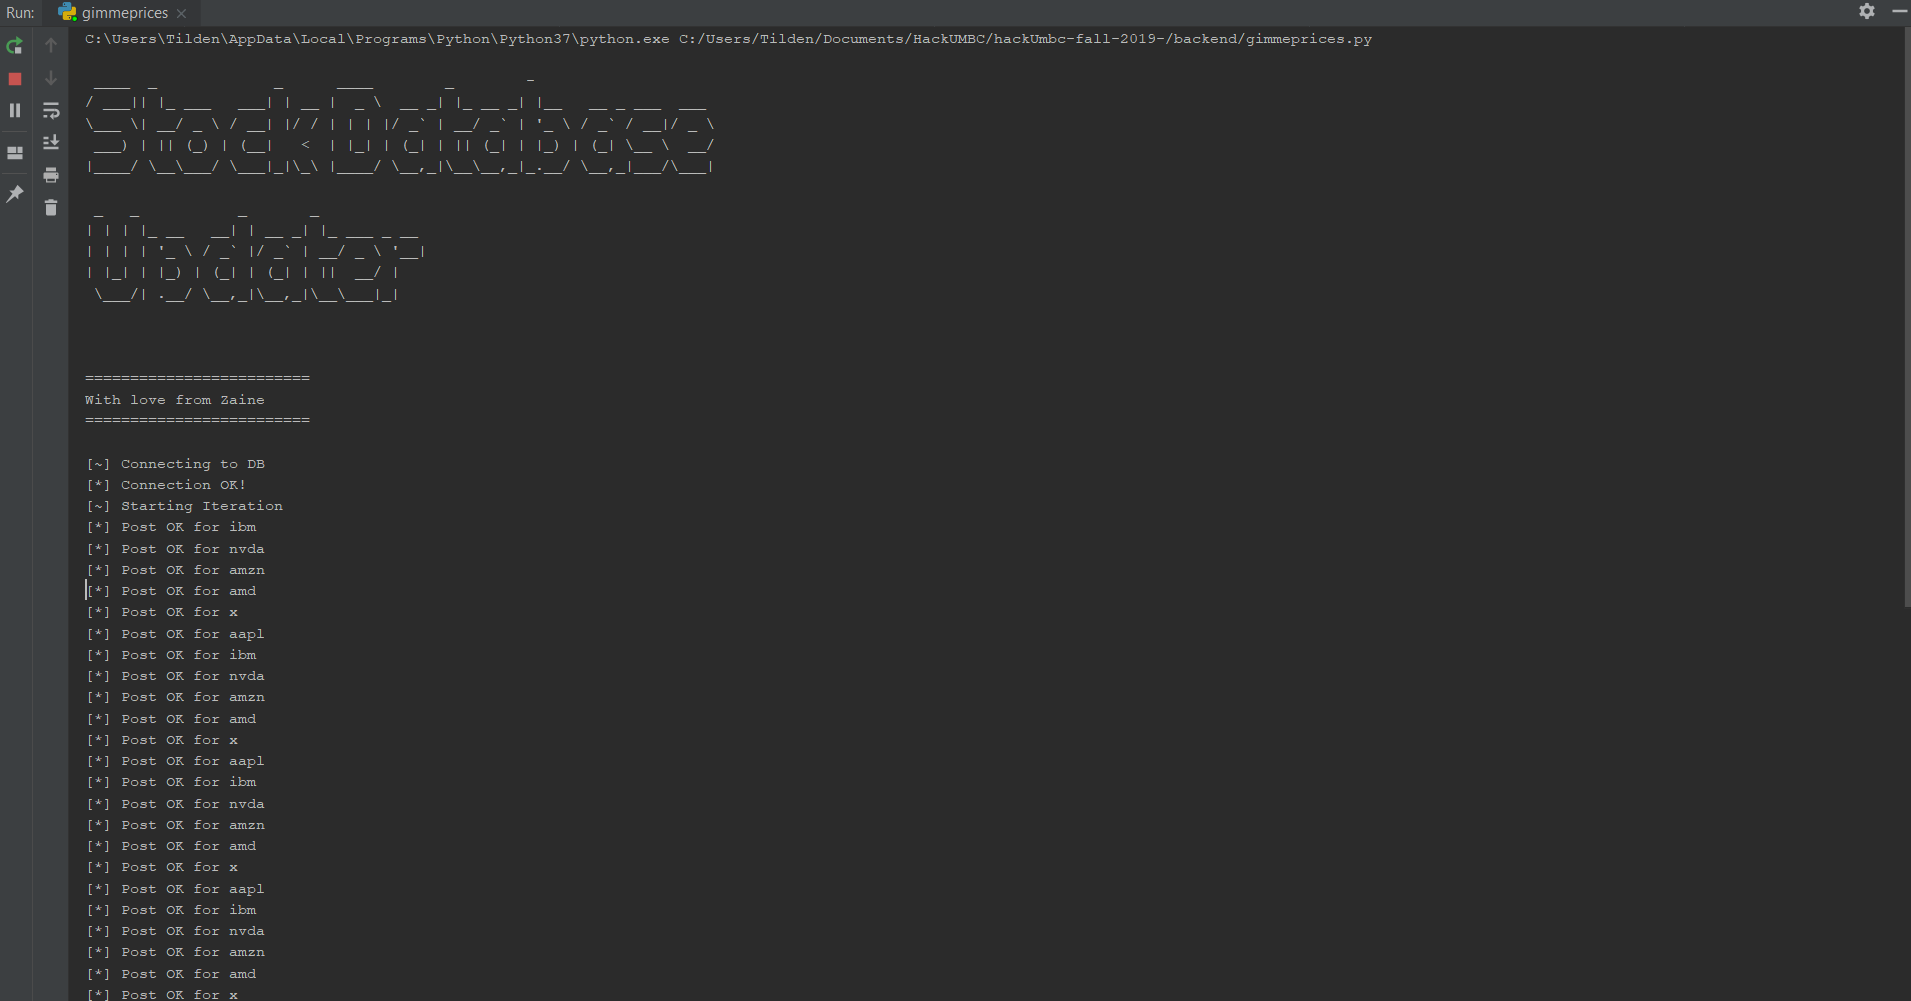 Run: gimmeprices
C:\Users\Tilden\AppData\Local\Programs\Python\Python37\python.exe C:/Users/Tilden/Documents/HackUMBC/hackUmbc-fall-2019-/backend/gimmeprices.py
Stock Database
Updater
=========================
With love from Zaine
=========================
[~] Connecting to DB
[*] Connection OK!
[~] Starting Iteration
[*] Post OK for ibm
[*] Post OK for nvda
[*] Post OK for amzn
[*] Post OK for amd
[*] Post OK for x
[*] Post OK for aapl
[*] Post OK for ibm
[*] Post OK for nvda
[*] Post OK for amzn
[*] Post OK for amd
[*] Post OK for x
[*] Post OK for aapl
[*] Post OK for ibm
[*] Post OK for nvda
[*] Post OK for amzn
[*] Post OK for amd
[*] Post OK for x
[*] Post OK for aapl
[*] Post OK for ibm
[*] Post OK for nvda
[*] Post OK for amzn
[*] Post OK for amd
[*] Post OK for x